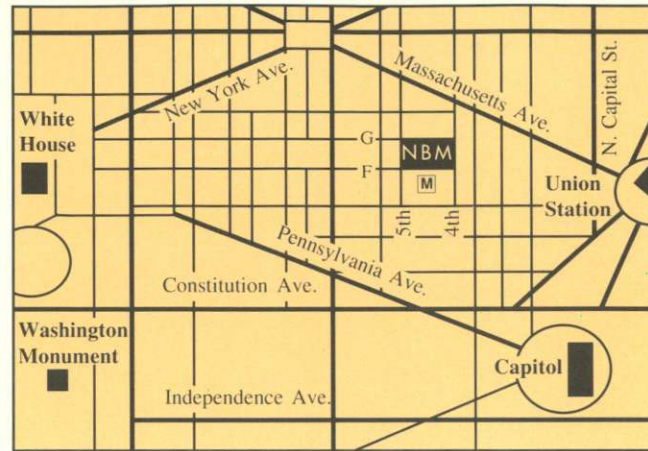 New York Ave.
Massachusetts Ave.
N. Capital St.
White
House
G
NBM
F
M
Union
Station
5th
4th
Pennsylvania Ave.
Constitution Ave.
Washington
Monument
Capitol
Independence Ave.